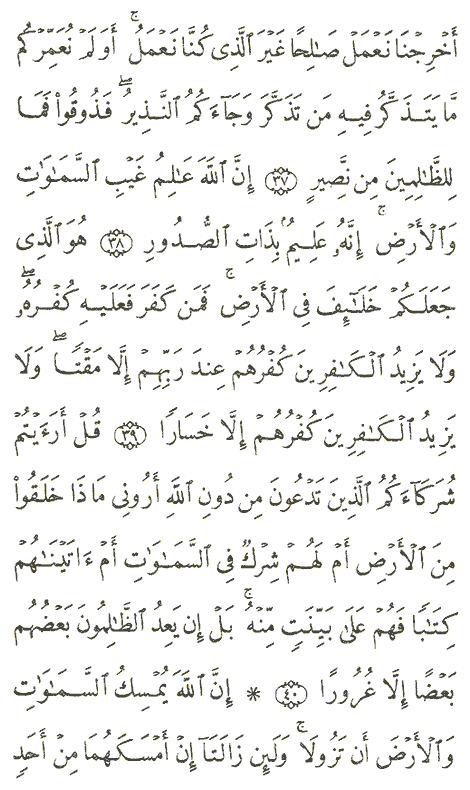 أَخْرِجْنَا نَعْمَلْ صَـٰلِحًا غَيْرَ ٱلَّذِى كُنَّا نَعْمَلُ ۚ أَوَلَمْ نُعَمِّرْكُم
مَّا يَتَذَكَّرُ فِيهِ مَن تَذَكَّرَ وَجَآءَكُمُ ٱلنَّذِيرُ ۖ فَذُوقُوا۟ فَمَا
لِلظَّـٰلِمِينَ مِن نَّصِيرٍ ٣٧ إِنَّ ٱللَّهَ عَـٰلِمُ غَيْبِ ٱلسَّمَـٰوَٰتِ
وَٱلْأَرْضِ ۚ إِنَّهُۥ عَلِيمٌۢ بِذَاتِ ٱلصُّدُورِ ٣٨ هُوَ ٱلَّذِى
جَعَلَكُمْ خَلَـٰٓئِفَ فِى ٱلْأَرْضِ ۚ فَمَن كَفَرَ فَعَلَيْهِ كُفْرُهُۥ ۖ
وَلَا يَزِيدُ ٱلْكَـٰفِرِينَ كُفْرُهُمْ عِندَ رَبِّهِمْ إِلَّا مَقْتًا ۖ وَلَا
يَزِيدُ ٱلْكَـٰفِرِينَ كُفْرُهُمْ إِلَّا خَسَارًا ٣٩ قُلْ أَرَءَيْتُمْ
شُرَكَآءَكُمُ ٱلَّذِينَ تَدْعُونَ مِن دُونِ ٱللَّهِ أَرُونِى مَاذَا خَلَقُوا۟
مِنَ ٱلْأَرْضِ أَمْ لَهُمْ شِرْكٌ فِى ٱلسَّمَـٰوَٰتِ أَمْ ءَاتَيْنَـٰهُمْ
كِتَـٰبًا فَهُمْ عَلَىٰ بَيِّنَتٍ مِّنْهُ ۚ بَلْ إِن يَعِدُ ٱلظَّـٰلِمُونَ بَعْضُهُم
بَعْضًا إِلَّا غُرُورًا ٤٠ * إِنَّ ٱللَّهَ يُمْسِكُ ٱلسَّمَـٰوَٰتِ
وَٱلْأَرْضَ أَن تَزُولَا ۚ وَلَئِن زَالَتَآ إِنْ أَمْسَكَهُمَا مِنْ أَحَدٍ